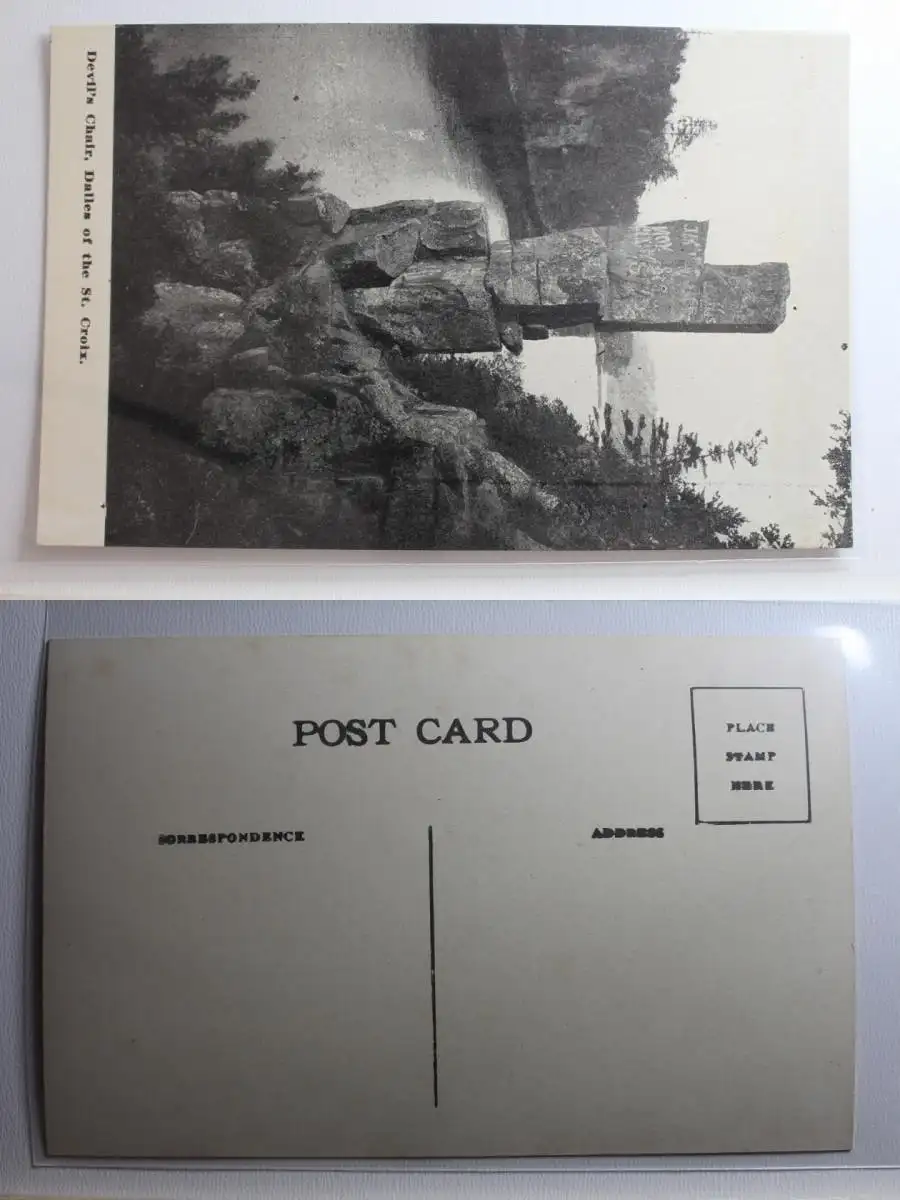 Devil's Chair, Dalles of the St. Croix.
POST CARD
PLACE
STAMP
HERE
CORRESPONDENCE
ADDRESS